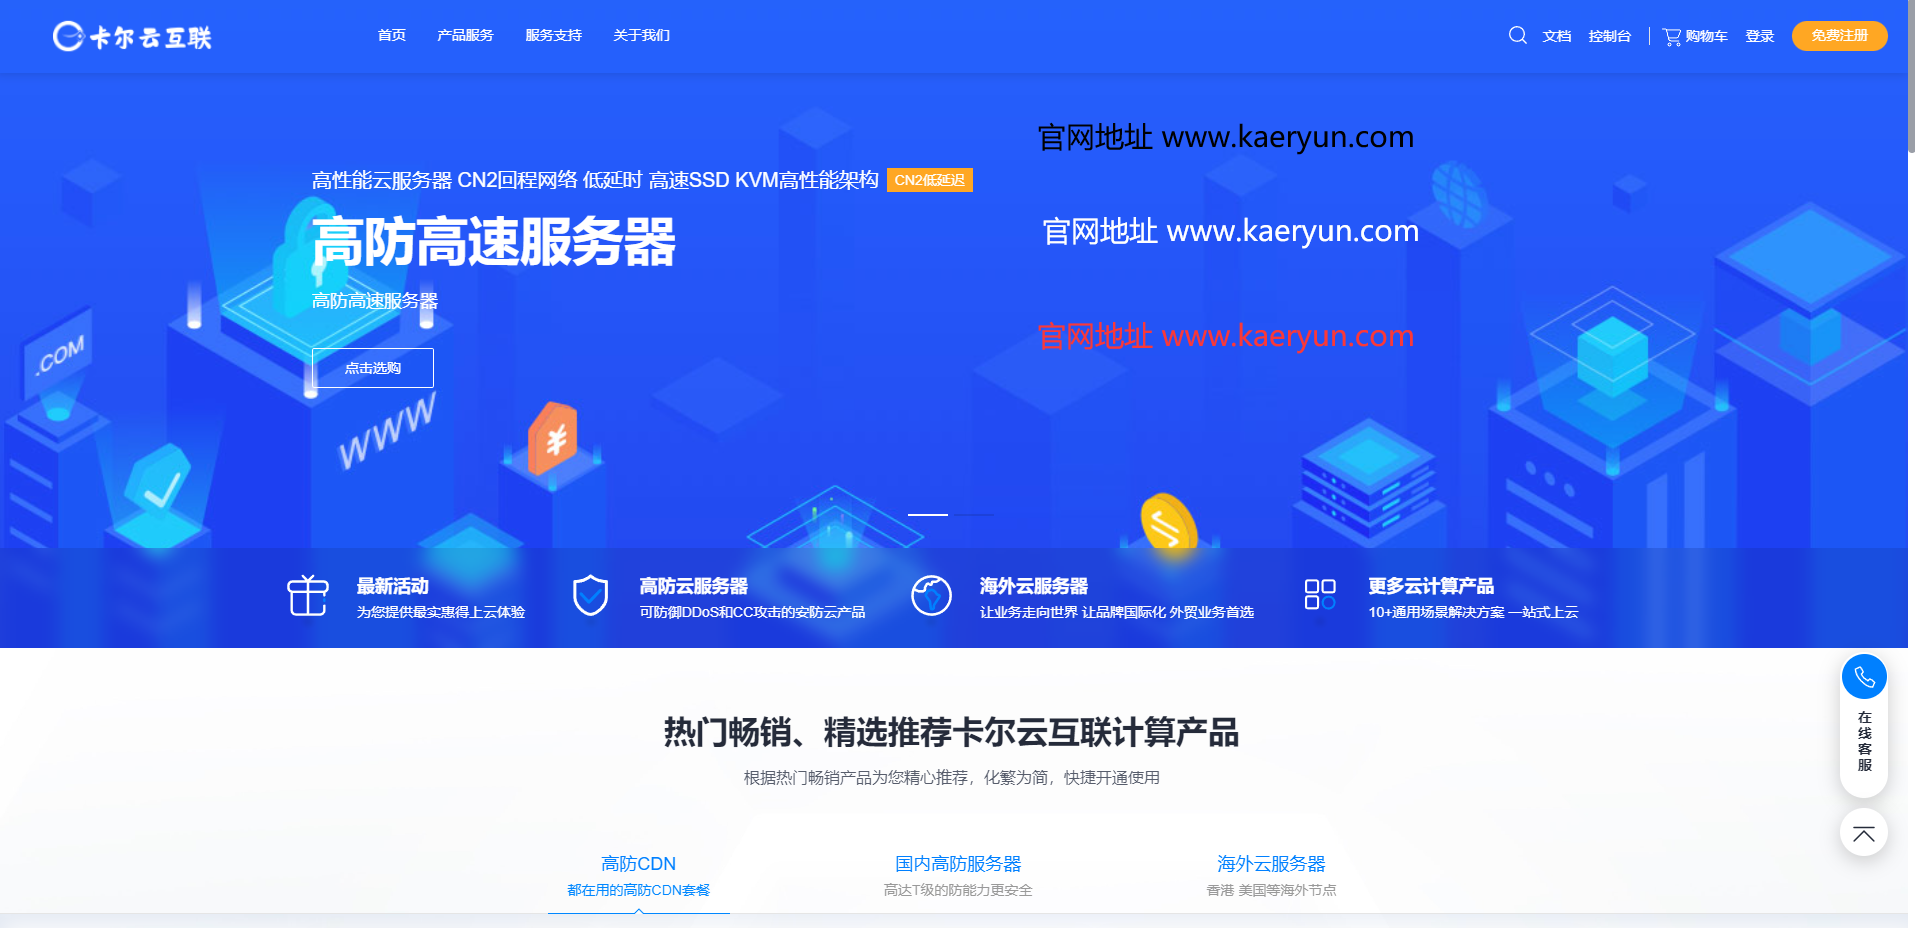 卡尔云互联
首页 产品服务 服务支持 关于我们
文档 控制台 购物车 登录 免费注册
官网地址 www.kaeryun.com
高性能云服务器 CN2回程网络 低延时 高速SSD KVM高性能架构 CN2低延迟
高防高速服务器
官网地址 www.kaeryun.com
高防高速服务器
官网地址 www.kaeryun.com
.COM
点击选购
WWW
最新活动
为您提供最实惠得上云体验
高防云服务器
可防御DDoS和CC攻击的安防云产品
海外云服务器
让业务走向世界 让品牌国际化 外贸业务首选
更多云计算产品
10+通用场景解决方案 一站式上云
热门畅销、精选推荐卡尔云互联计算产品
根据热门畅销产品为您精心推荐，化繁为简，快捷开通使用
在线客服
高防CDN
都在用的高防CDN套餐
国内高防服务器
高达T级的防能力更安全
海外云服务器
香港 美国等海外节点